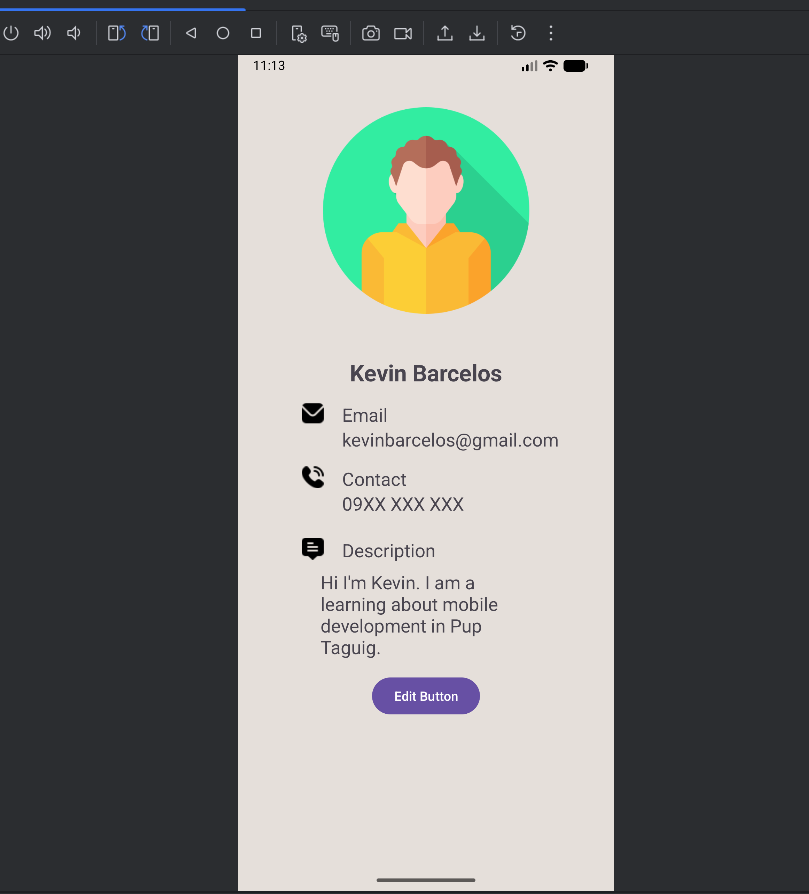 11:13
Kevin Barcelos
Email
kevinbarcelos@gmail.com
Contact
09XX XXX XXX
Description
Hi I'm Kevin. I am a
learning about mobile
development in Pup
Taguig.
Edit Button